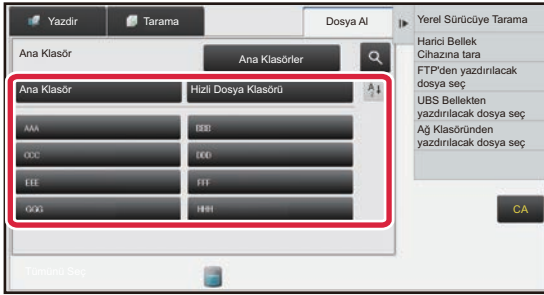 Yazdir
Tarama
Dosya Al
Ana Klasör
Ana Klasörler
Ana Klasör
Hizli Dosya Klasörü
AAA
BBB
CCC
DDD
EEE
FFF
GGG
HHH
Tümünü Seç
Yerel Sürücüye Tarama
Harici Bellek
Cihazına tara
FTP'den yazdırılacak
dosya seç
UBS Bellekten
yazdırılacak dosya seç
Ağ Klasöründen
yazdırılacak dosya seç
CA